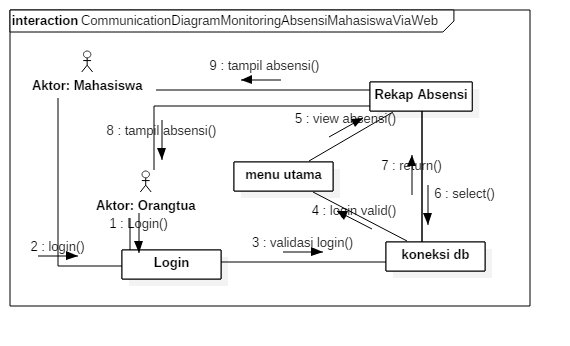 interaction CommunicationDiagramMonitoringAbsensiMahasiswaViaWeb
9 : tampil absensi()
Aktor: Mahasiswa
Rekap Absensi
5 : view absensi()
8 : tampil absensi()
7 : return()
menu utama
6 : select()
Aktor: Orangtua
4 : login valid()
1 : Login()
2 : login()
3 : validasi login()
koneksi db
Login